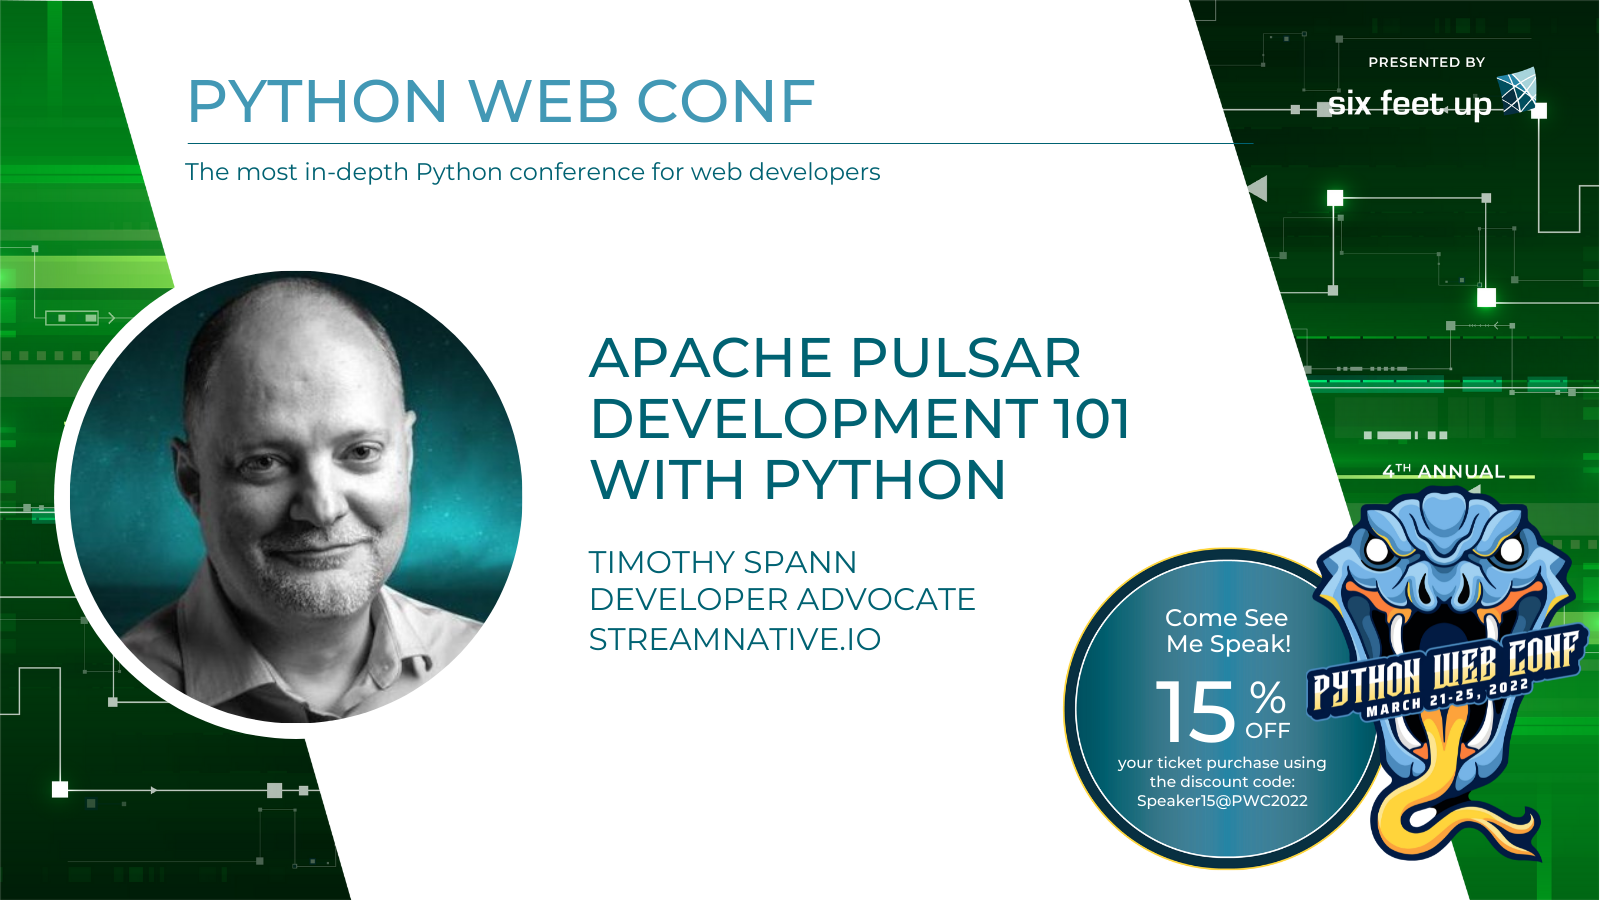 PYTHON WEB CONF
The most in-depth Python conference for web developers
PRESENTED BY
six feet up
APACHE PULSAR
DEVELOPMENT 101
WITH PYTHON
TIMOTHY SPANN
DEVELOPER ADVOCATE
STREAMNATIVE.IO
Come See
Me Speak!
15 %
OFF
your ticket purchase using
the discount code:
Speaker15@PWC2022
4TH ANNUAL
PYTHON WEB CONF
MARCH 21-25, 2022